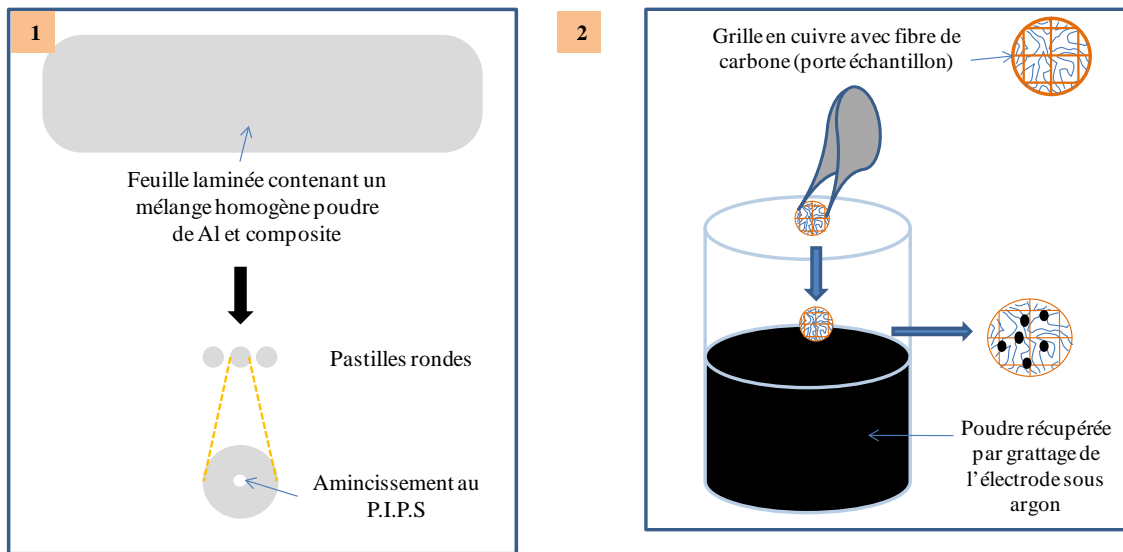 1
Feuille laminée contenant un
mélange homogène poudre
de Al et composite
Pastilles rondes
Amincissement au
P.I.P.S
2
Grille en cuivre avec fibre de
carbone (porte échantillon)
Poudre récupérée
par grattage de
l’électrode sous
argon